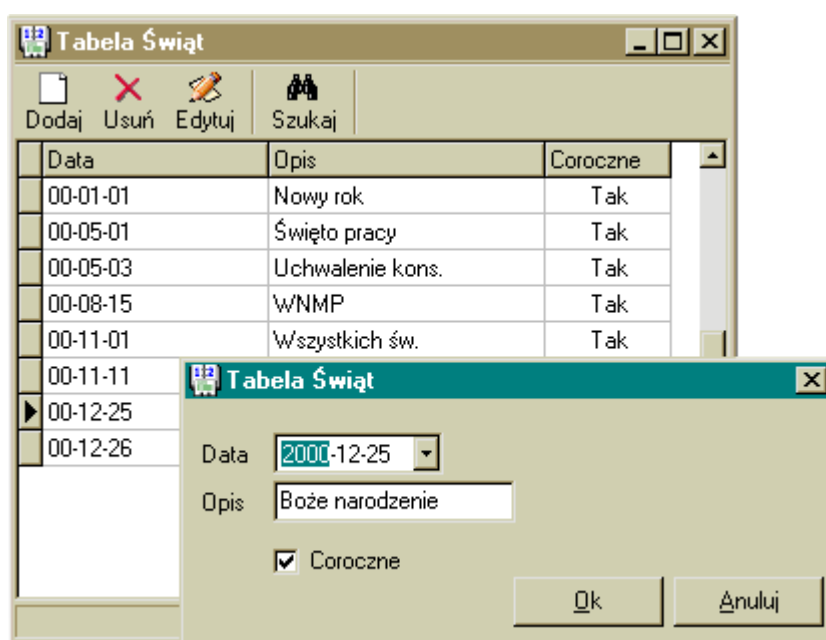 Tabela Świąt
Dodaj Usuń Edytuj Szukaj
Data Opis Coroczne
00-01-01 Nowy rok Tak
00-05-01 Święto pracy Tak
00-05-03 Uchwalenie kons. Tak
00-08-15 WNMP Tak
00-11-01 Wszystkich św. Tak
00-11-11
00-12-25
00-12-26
Tabela Świąt
Data 2000-12-25
Opis Boże narodzenie
Coroczne
Ok Anuluj